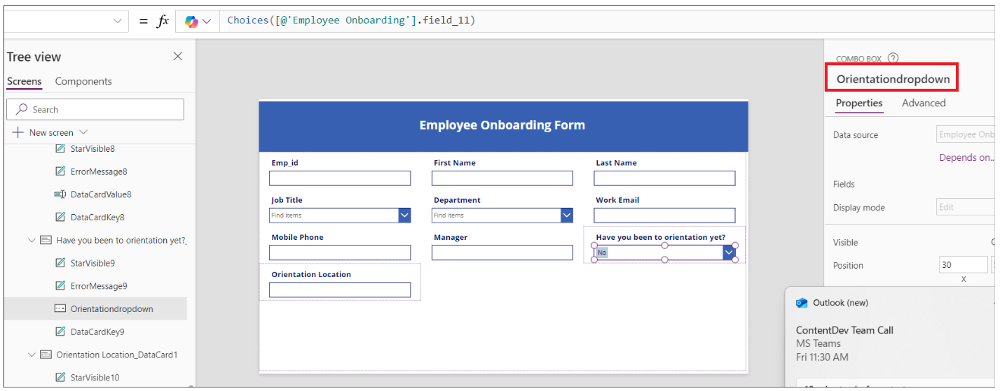 = fx Choices([@'Employee Onboarding'].field_11)
Tree view
Screens Components
Search
New screen
StarVisible8
ErrorMessage8
DataCardValue8
DataCardKey8
Have you been to orientation yet?_
StarVisible9
ErrorMessage9
Orientationdropdown
DataCardKey9
Orientation Location_DataCard1
StarVisible10
Employee Onboarding Form
Emp_id First Name Last Name
Job Title Department Work Email
Find items Find items
Mobile Phone Manager Have you been to orientation yet?
No
Orientation Location
COMBO BOX ?
Orientationdropdown
Properties Advanced
Data source Employee Onb
Depends on..
Fields
Display mode Edit
Visible
Position 30
X
Outlook (new)
ContentDev Team Call
MS Teams
Fri 11:30 AM